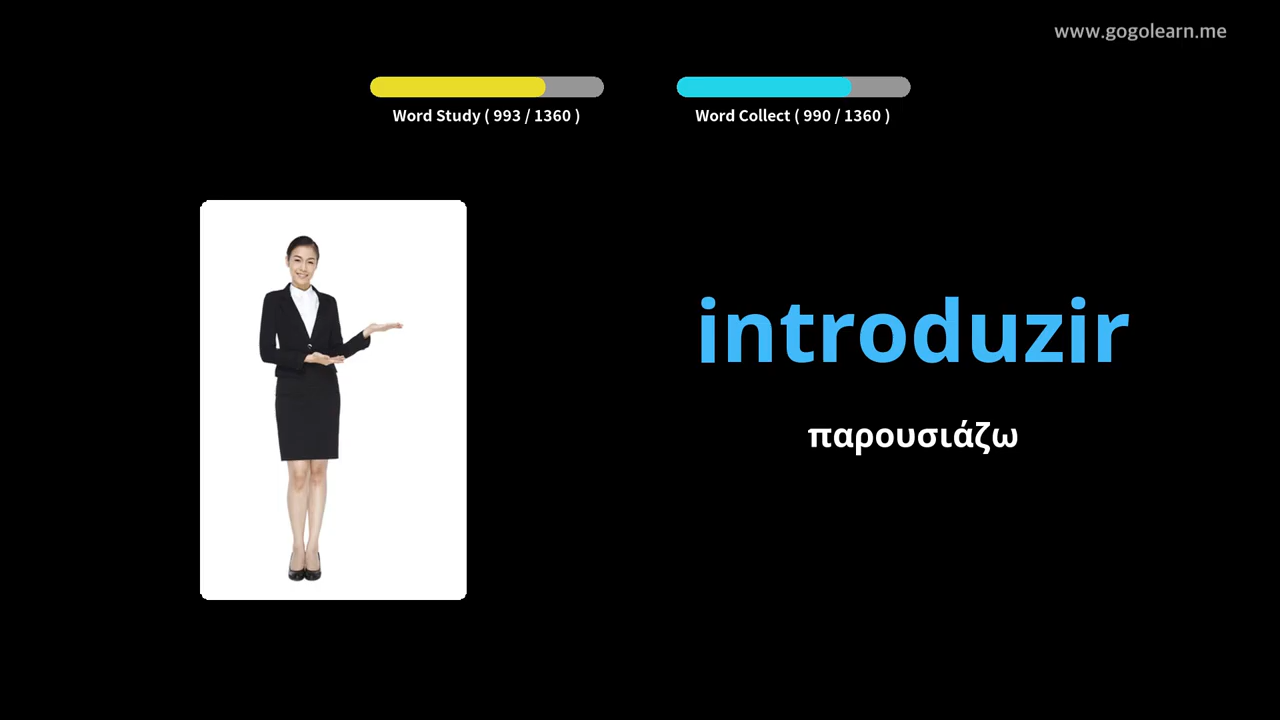 www.gogolearn.me
Word Study ( 993 / 1360 )
Word Collect ( 990 / 1360 )
introduzir
παρουσιάζω